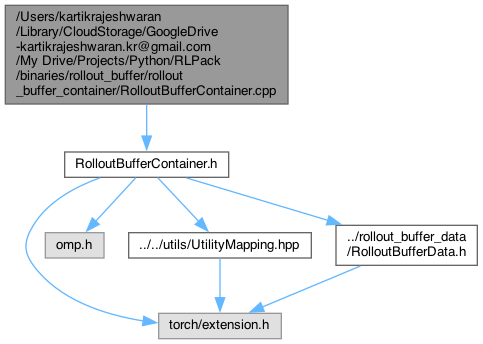 /Users/kartikrajeshwaran
/Library/CloudStorage/GoogleDrive
-kartikrajeshwaran.kr@gmail.com
/My Drive/Projects/Python/RLPack
/binaries/rollout_buffer/rollout
_buffer_container/RolloutBufferContainer.cpp
RolloutBufferContainer.h
omp.h
../../utils/UtilityMapping.hpp
../rollout_buffer_data
/RolloutBufferData.h
torch/extension.h